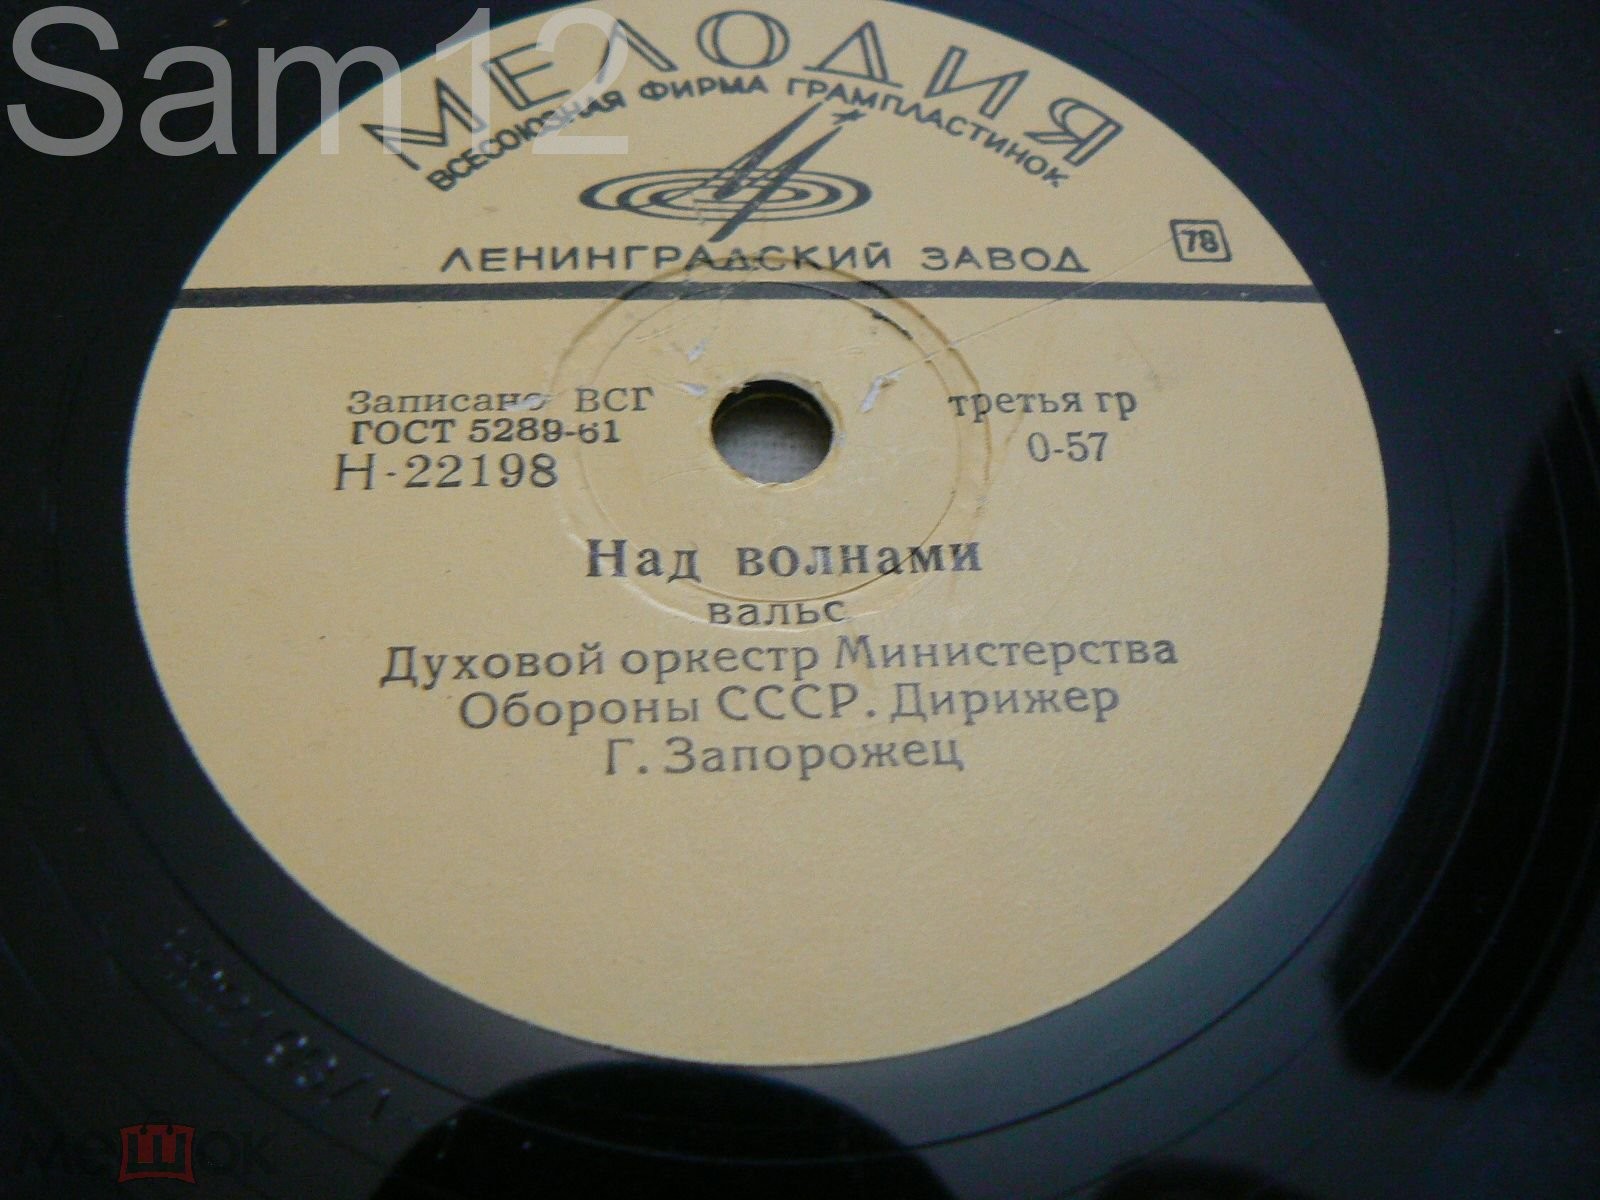 Sam12
МЕЛОДИЯ
ВСЕСОЮЗНАЯ ФИРМА ГРАМПЛАСТИНОК
ЛЕНИНГРАДСКИЙ ЗАВОД
78
Записано ВСГ
ГОСТ 5289-61
Н-22198
третья гр
0-57
Над волнами
вальс
Духовой оркестр Министерства
Обороны СССР. Дирижер
Г. Запорожец
мешок